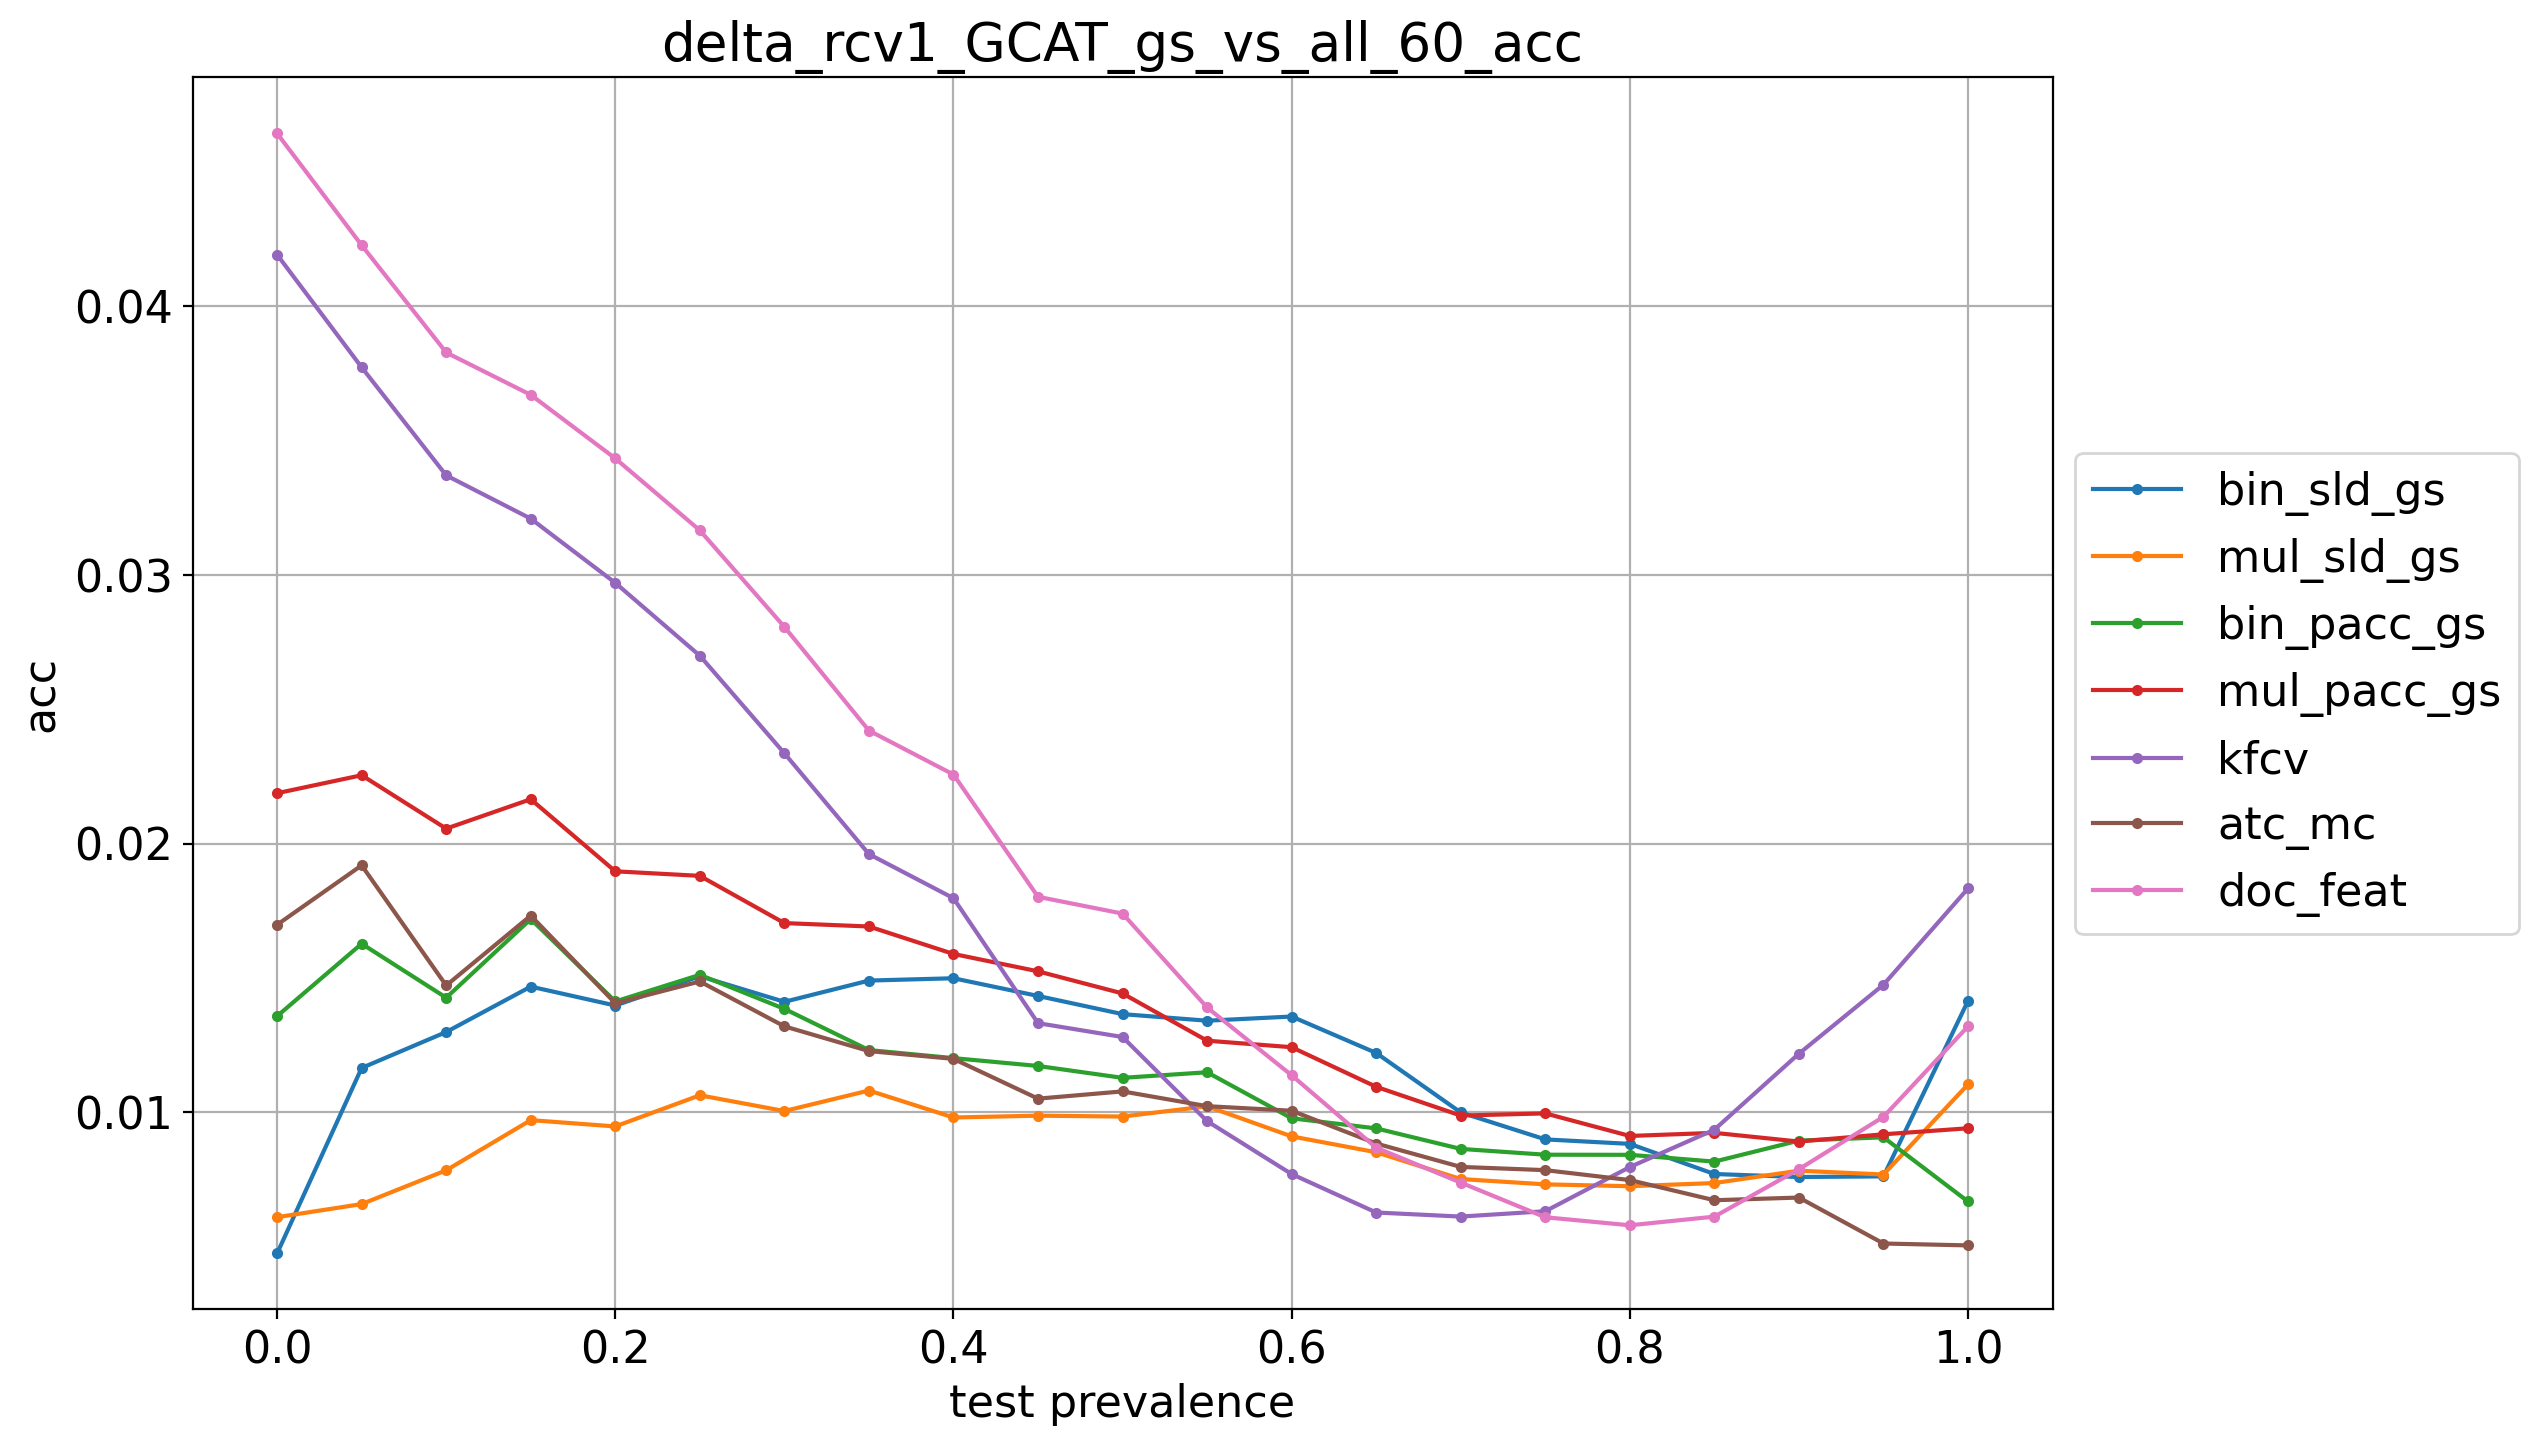 delta_rcv1_GCAT_gs_vs_all_60_acc
0.04
0.03
0.02
0.01
acc
0.0 0.2 0.4 0.6 0.8 1.0
test prevalence
bin_sld_gs
mul_sld_gs
bin_pacc_gs
mul_pacc_gs
kfcv
atc_mc
doc_feat